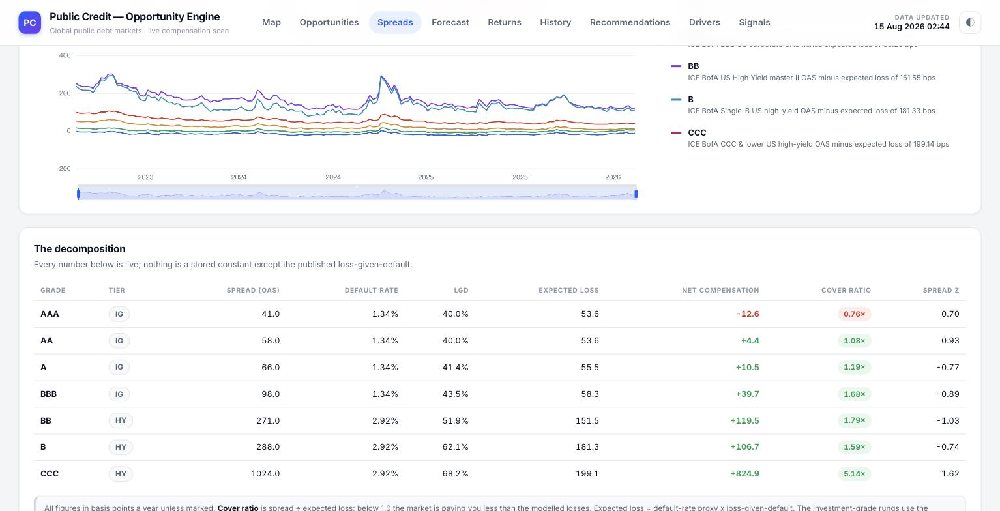 PC
Public Credit — Opportunity Engine
Global public debt markets · live compensation scan
Map Opportunities Spreads Forecast Returns History Recommendations Drivers Signals
DATA UPDATED
15 Aug 2026 02:44
400
200
0
-200
2023 2024 2024 2025 2025 2026
BB
ICE BofA US High Yield master II OAS minus expected loss of 151.55 bps
B
ICE BofA Single-B US high-yield OAS minus expected loss of 181.33 bps
CCC
ICE BofA CCC & lower US high-yield OAS minus expected loss of 199.14 bps
The decomposition
Every number below is live; nothing is a stored constant except the published loss-given-default.
GRADE TIER SPREAD (OAS) DEFAULT RATE LGD EXPECTED LOSS NET COMPENSATION COVER RATIO SPREAD Z
AAA IG 41.0 1.34% 40.0% 53.6 -12.6 0.76× 0.70
AA IG 58.0 1.34% 40.0% 53.6 +4.4 1.08× 0.93
A IG 66.0 1.34% 41.4% 55.5 +10.5 1.19× -0.77
BBB IG 98.0 1.34% 43.5% 58.3 +39.7 1.68× -0.89
BB HY 271.0 2.92% 51.9% 151.5 +119.5 1.79× -1.03
B HY 288.0 2.92% 62.1% 181.3 +106.7 1.59× -0.74
CCC HY 1024.0 2.92% 68.2% 199.1 +824.9 5.14× 1.62
All figures in basis points a year unless marked. Cover ratio is spread ÷ expected loss: below 1.0 the market is paying you less than the modelled losses. Expected loss = default-rate proxy x loss-given-default. The investment-grade rungs use the